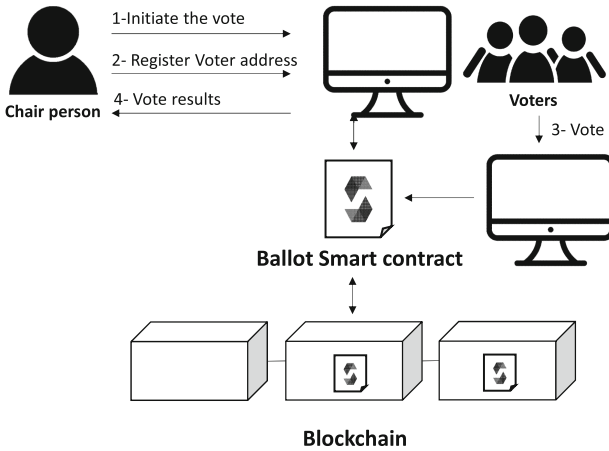 1-Initiate the vote
2- Register Voter address
4- Vote results
Chair person
Voters
3- Vote
Ballot Smart contract
Blockchain